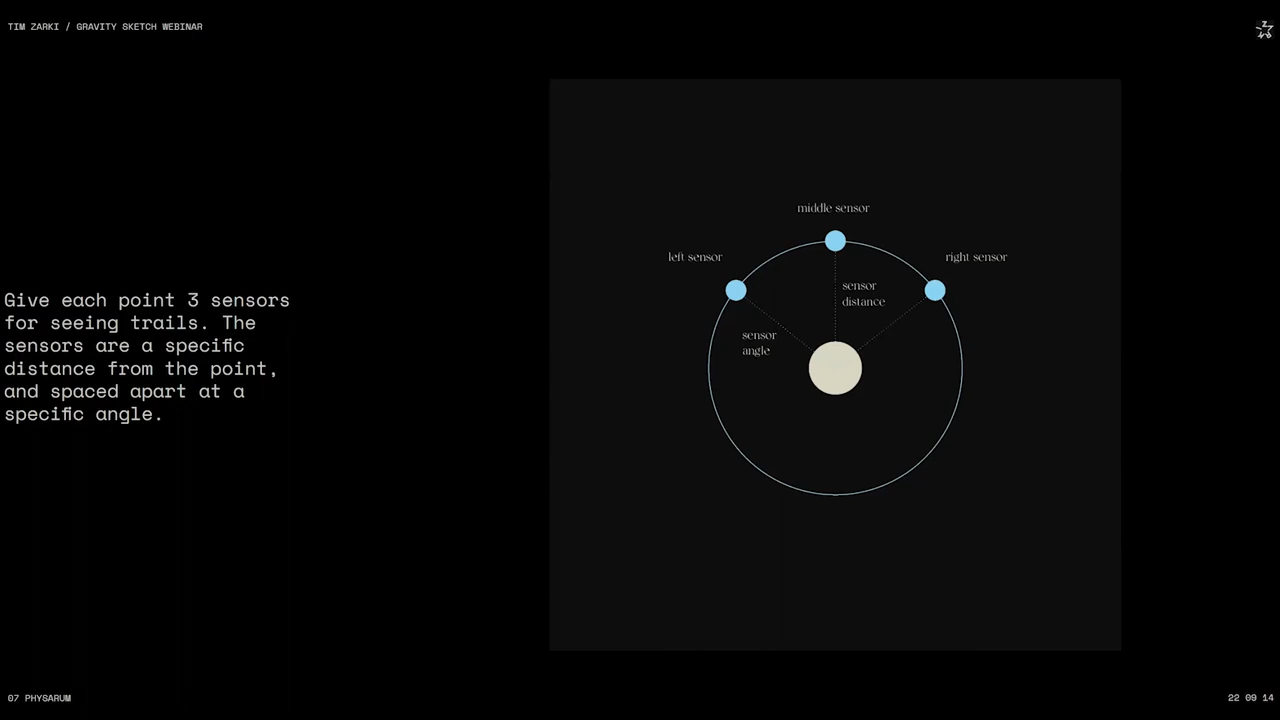 TIM ZARKI / GRAVITY SKETCH WEBINAR
Give each point 3 sensors
for seeing trails. The
sensors are a specific
distance from the point,
and spaced apart at a
specific angle.
middle sensor
left sensor
right sensor
sensor
distance
sensor
angle
07 PHYSARUM
22 09 14